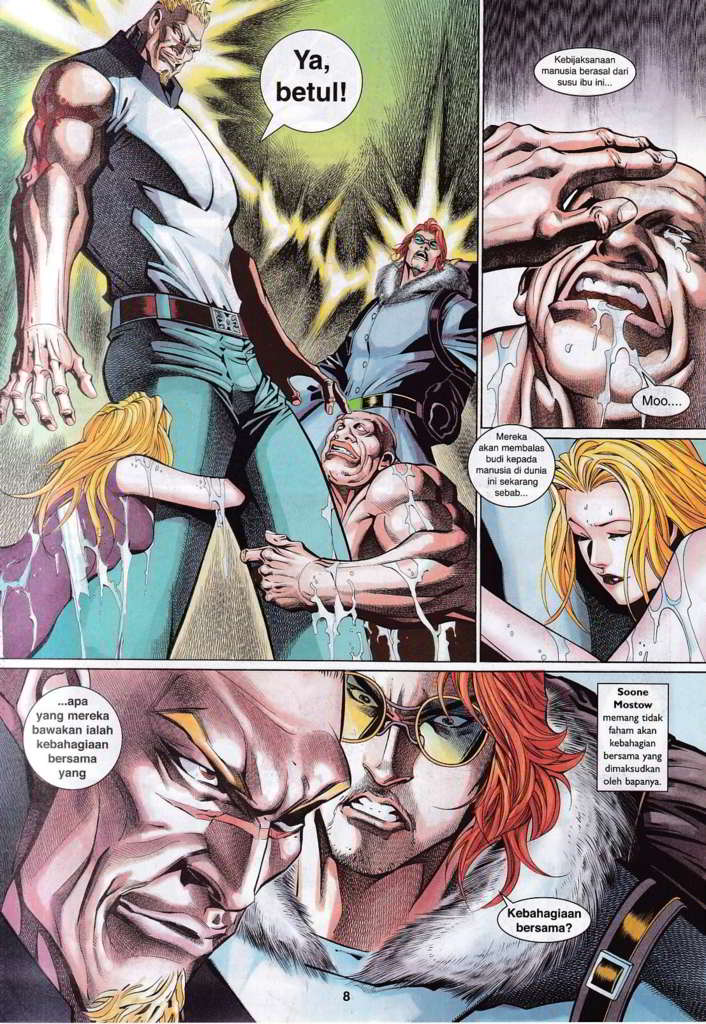 Ya,
betul!
Kebijaksanaan
manusia berasal dari
susu ibu ini...
Moo....
Mereka
akan membalas
budi kepada
manusia di dunia
ini sekarang
sebab...
...apa
yang mereka
bawakan ialah
kebahagiaan
bersama
yang
Soone
Mostow
memang tidak
faham akan
kebahagian
bersama yang
dimaksudkan
oleh bapanya.
Kebahagiaan
bersama?
8